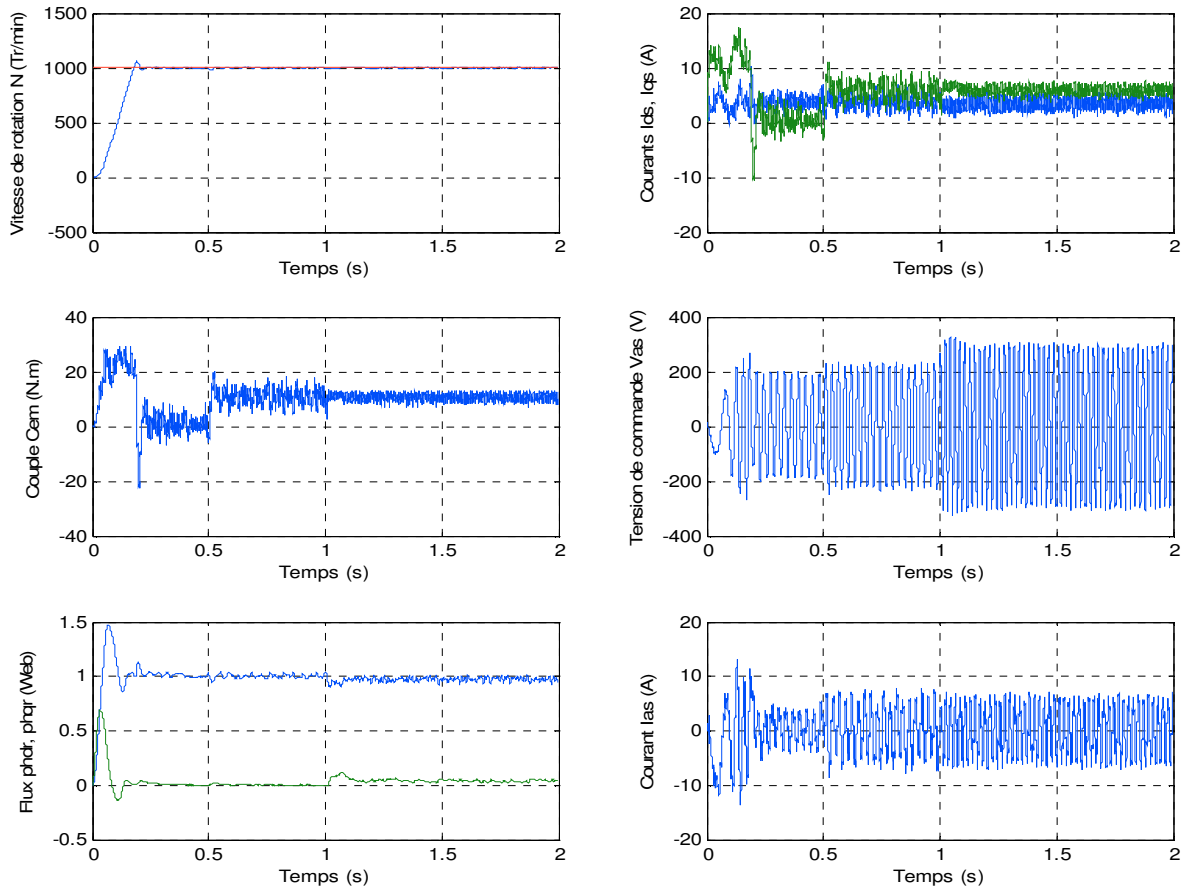 Vitesse de rotation N (Tr/min)
1500
1000
500
0
-500
0 0.5 1 1.5 2
Temps (s)
Courants Ids, Iqs (A)
20
10
0
-10
-20
0 0.5 1 1.5 2
Temps (s)
Couple Cem (N.m)
40
20
0
-20
-40
0 0.5 1 1.5 2
Temps (s)
Tension de commande Vas (V)
400
200
0
-200
-400
0 0.5 1 1.5 2
Temps (s)
Flux phdr, phqr (Web)
1.5
1
0.5
0
-0.5
0 0.5 1 1.5 2
Temps (s)
Courant Ias (A)
20
10
0
-10
-20
0 0.5 1 1.5 2
Temps (s)